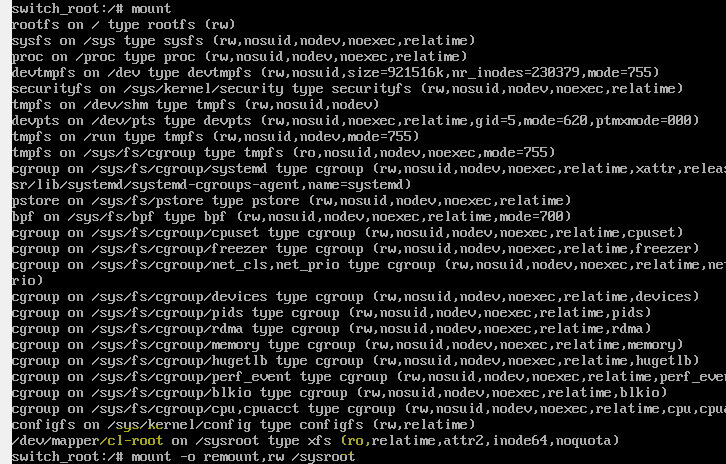 switch_root:/# mount
rootfs on / type rootfs (rw)
sysfs on /sys type sysfs (rw,nosuid,nodev,noexec,relatime)
proc on /proc type proc (rw,nosuid,nodev,noexec,relatime)
devtmpfs on /dev type devtmpfs (rw,nosuid,size=921516k,nr_inodes=230379,mode=755)
securityfs on /sys/kernel/security type securityfs (rw,nosuid,nodev,noexec,relatime)
tmpfs on /dev/shm type tmpfs (rw,nosuid,nodev)
devpts on /dev/pts type devpts (rw,nosuid,noexec,relatime,gid=5,mode=620,ptmxmode=000)
tmpfs on /run type tmpfs (rw,nosuid,nodev,mode=755)
tmpfs on /sys/fs/cgroup type tmpfs (ro,nosuid,nodev,noexec,mode=755)
cgroup on /sys/fs/cgroup/systemd type cgroup (rw,nosuid,nodev,noexec,relatime,xattr,releas
sr/lib/systemd/systemd-cgroups-agent,name=systemd)
pstore on /sys/fs/pstore type pstore (rw,nosuid,nodev,noexec,relatime)
bpf on /sys/fs/bpf type bpf (rw,nosuid,nodev,noexec,relatime,mode=700)
cgroup on /sys/fs/cgroup/cpuset type cgroup (rw,nosuid,nodev,noexec,relatime,cpuset)
cgroup on /sys/fs/cgroup/freezer type cgroup (rw,nosuid,nodev,noexec,relatime,freezer)
cgroup on /sys/fs/cgroup/net_cls,net_prio type cgroup (rw,nosuid,nodev,noexec,relatime,net
rio)
cgroup on /sys/fs/cgroup/devices type cgroup (rw,nosuid,nodev,noexec,relatime,devices)
cgroup on /sys/fs/cgroup/pids type cgroup (rw,nosuid,nodev,noexec,relatime,pids)
cgroup on /sys/fs/cgroup/rdma type cgroup (rw,nosuid,nodev,noexec,relatime,rdma)
cgroup on /sys/fs/cgroup/memory type cgroup (rw,nosuid,nodev,noexec,relatime,memory)
cgroup on /sys/fs/cgroup/hugetlb type cgroup (rw,nosuid,nodev,noexec,relatime,hugetlb)
cgroup on /sys/fs/cgroup/perf_event type cgroup (rw,nosuid,nodev,noexec,relatime,perf_eve
cgroup on /sys/fs/cgroup/blkio type cgroup (rw,nosuid,nodev,noexec,relatime,blkio)
cgroup on /sys/fs/cgroup/cpu,cpuacct type cgroup (rw,nosuid,nodev,noexec,relatime,cpu,cpua
configfs on /sys/kernel/config type configfs (rw,relatime)
/dev/mapper/cl-root on /sysroot type xfs (ro,relatime,attr2,inode64,noquota)
switch_root:/# mount -o remount,rw /sysroot